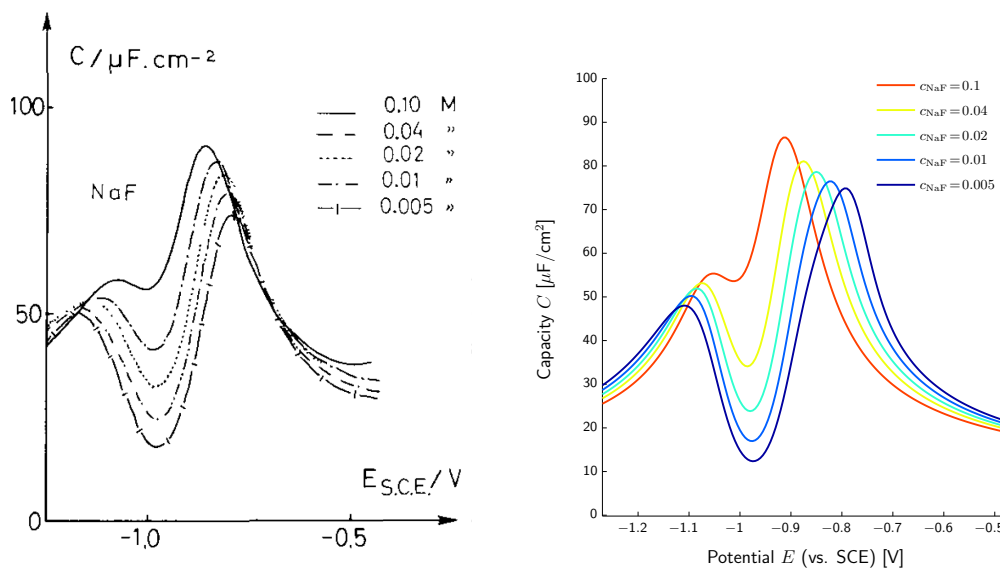 C/μF.cm-²
100
50
0
NaF
0.10 M
0.04 "
0.02 "
0.01 "
0.005 "
E S.C.E./V
-1,0
-0,5
Capacity C [μF/cm²]
100
90
80
70
60
50
40
30
20
10
0
c_NaF=0.1
c_NaF=0.04
c_NaF=0.02
c_NaF=0.01
c_NaF=0.005
−1.2 −1.1 −1 −0.9 −0.8 −0.7 −0.6 −0.5
Potential E (vs. SCE) [V]